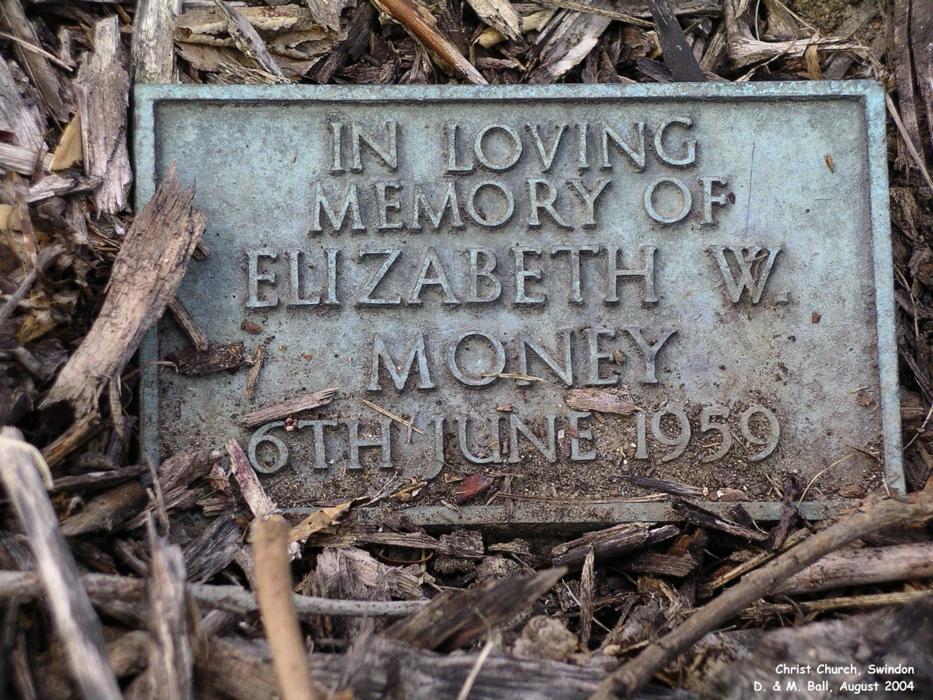 IN LOVING
MEMORY OF
ELIZABETH W.
MONEY
6TH JUNE 1959
Christ Church, Swindon
D. & M. Ball, August 2004